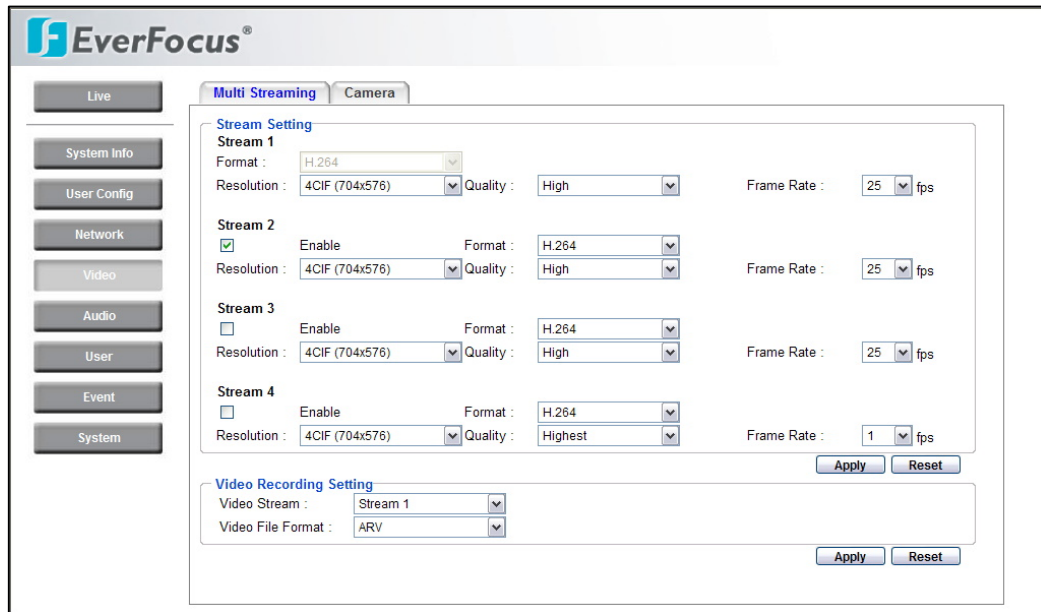 EverFocus®
Live
System Info
User Config
Network
Video
Audio
User
Event
System
Multi Streaming Camera
Stream Setting
Stream 1
Format : H.264
Resolution : 4CIF (704x576) Quality : High Frame Rate : 25 fps
Stream 2
Enable Format : H.264
Resolution : 4CIF (704x576) Quality : High Frame Rate : 25 fps
Stream 3
Enable Format : H.264
Resolution : 4CIF (704x576) Quality : High Frame Rate : 25 fps
Stream 4
Enable Format : H.264
Resolution : 4CIF (704x576) Quality : Highest Frame Rate : 1 fps
Apply Reset
Video Recording Setting
Video Stream : Stream 1
Video File Format : ARV
Apply Reset